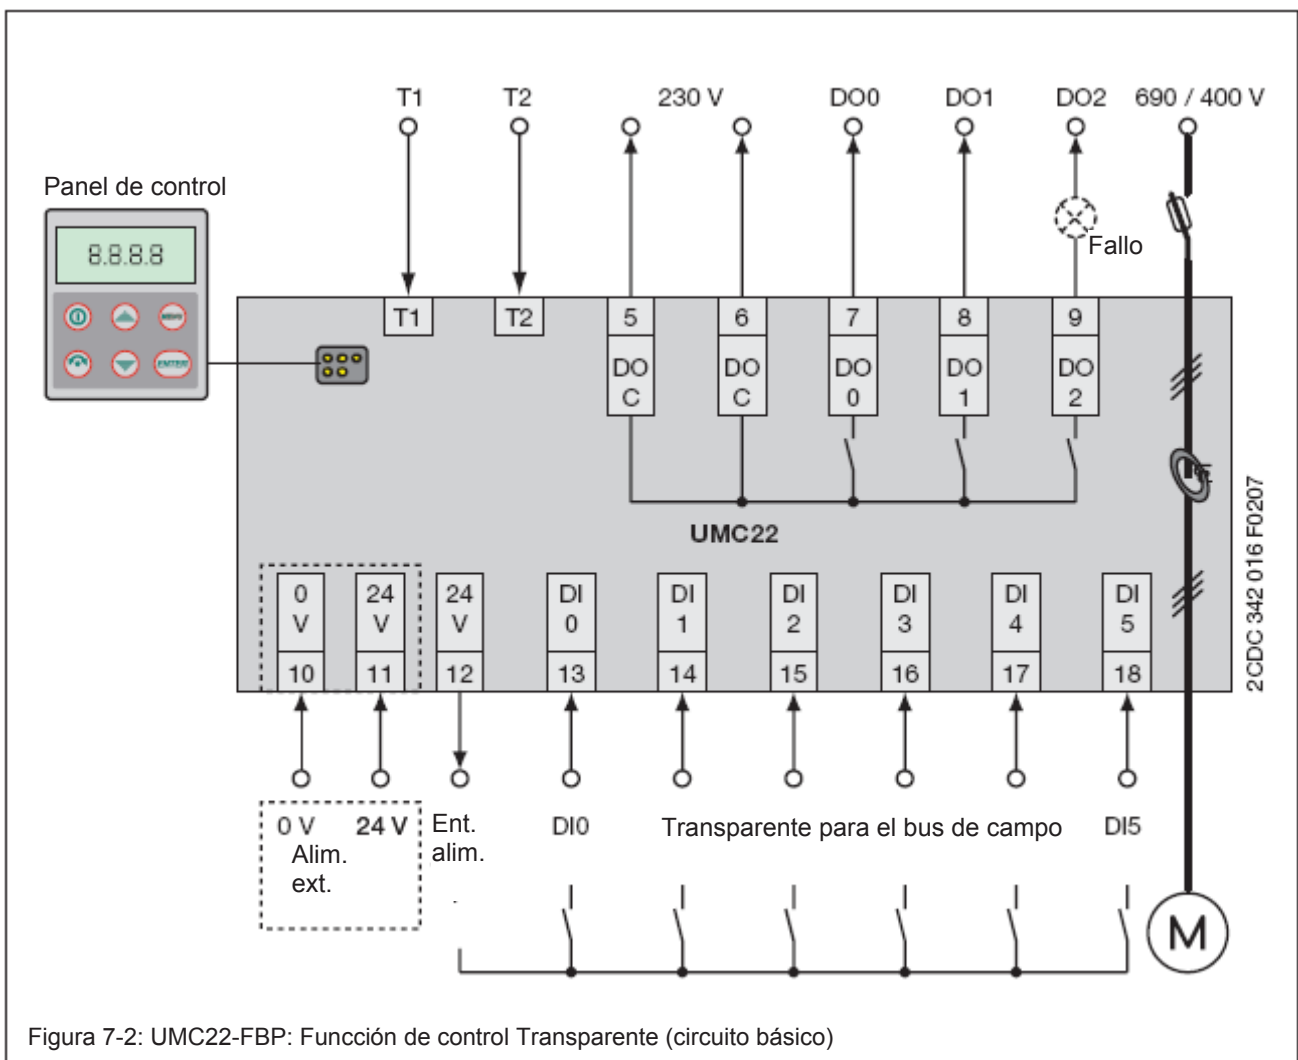 T1 T2 230 V DO0 DO1 DO2 690 / 400 V
Panel de control
8.8.8.8
Fallo
MENU
ENTER
T1 T2 5 6 7 8 9
DO C DO C DO 0 DO 1 DO 2
UMC22
2CDC 342 016 F0207
0 V 24 V 24 V DI 0 DI 1 DI 2 DI 3 DI 4 DI 5
10 11 12 13 14 15 16 17 18
0 V 24 V
Alim.
ext.
Ent.
alim.
DI0 Transparente para el bus de campo DI5
M
Figura 7-2: UMC22-FBP: Funcción de control Transparente (circuito básico)